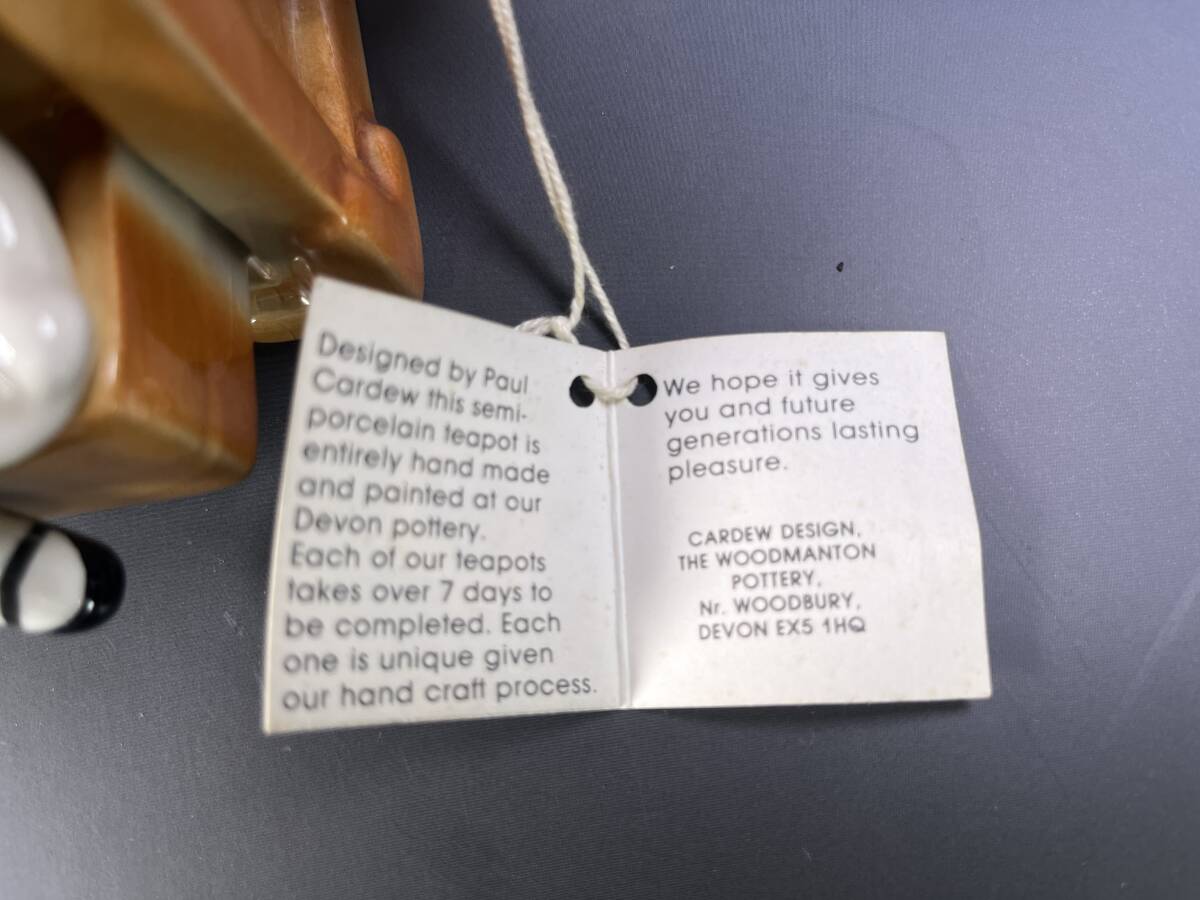 Designed by Paul
Cardew this semi-
porcelain teapot is
entirely hand made
and painted at our
Devon pottery.
Each of our teapots
takes over 7 days to
be completed. Each
one is unique given
our hand craft process.
We hope it gives
you and future
generations lasting
pleasure.
CARDEW DESIGN,
THE WOODMANTON
POTTERY,
Nr. WOODBURY,
DEVON EX5 1HQ